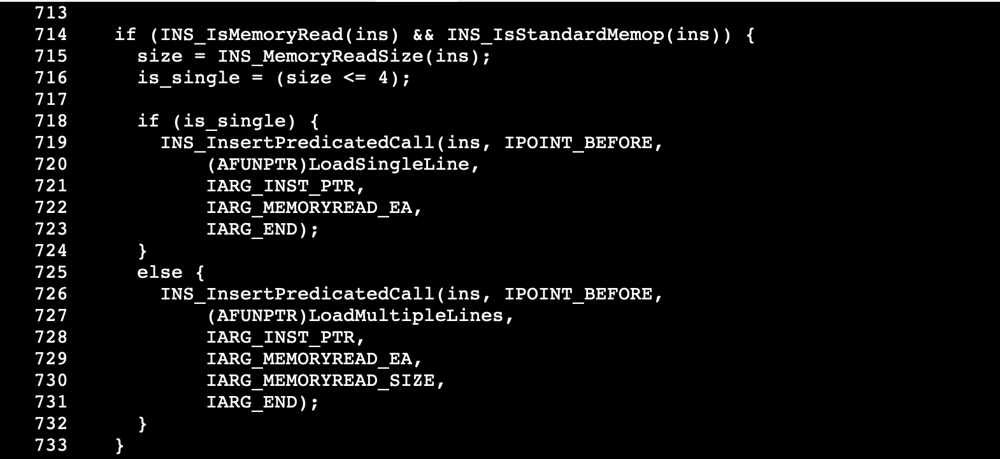 713
714    if (INS_IsMemoryRead(ins) && INS_IsStandardMemop(ins)) {
715      size = INS_MemoryReadSize(ins);
716      is_single = (size <= 4);
717
718      if (is_single) {
719        INS_InsertPredicatedCall(ins, IPOINT_BEFORE,
720            (AFUNPTR)LoadSingleLine,
721            IARG_INST_PTR,
722            IARG_MEMORYREAD_EA,
723            IARG_END);
724      }
725      else {
726        INS_InsertPredicatedCall(ins, IPOINT_BEFORE,
727            (AFUNPTR)LoadMultipleLines,
728            IARG_INST_PTR,
729            IARG_MEMORYREAD_EA,
730            IARG_MEMORYREAD_SIZE,
731            IARG_END);
732      }
733    }